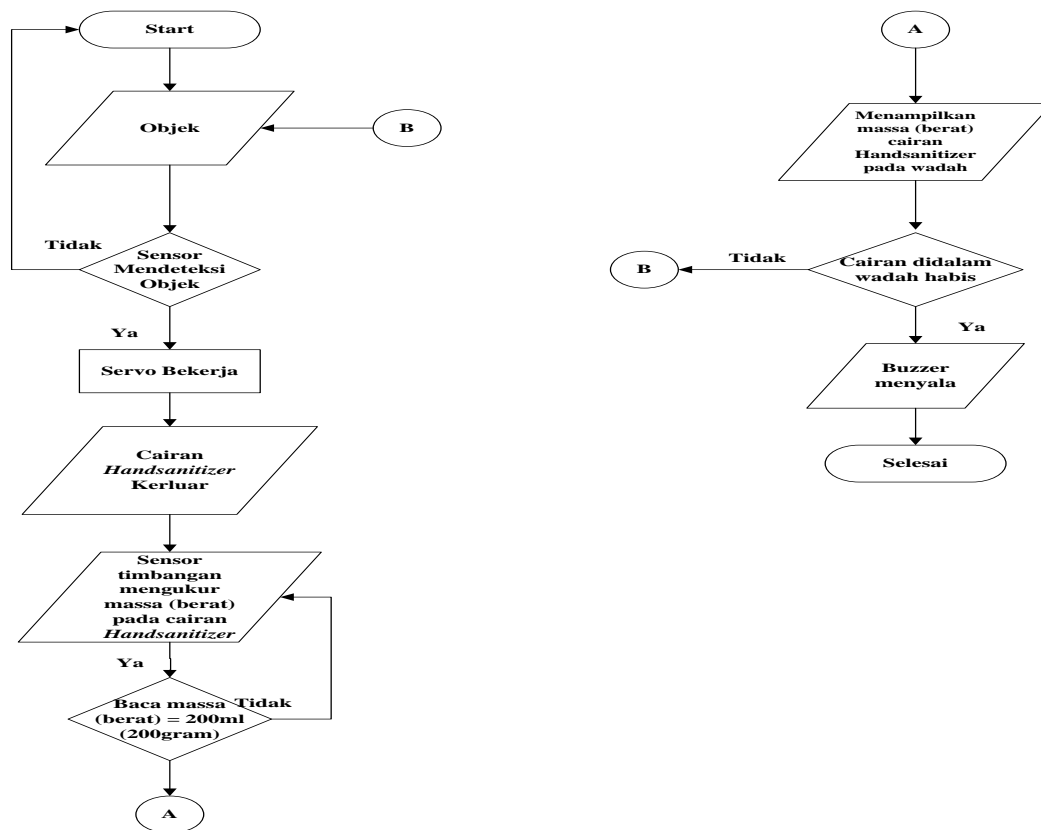 Start
Objek
B
Tidak
Sensor
Mendeteksi
Objek
Ya
Servo Bekerja
Cairan
Handsanitizer
Kerluar
Sensor
timbangan
mengukur
massa (berat)
pada cairan
Handsanitizer
Ya
Baca massa
(berat) = 200ml
(200gram)
Tidak
A
A
Menampilkan
massa (berat)
cairan
Handsanitizer
pada wadah
Cairan didalam
wadah habis
Tidak
B
Ya
Buzzer
menyala
Selesai